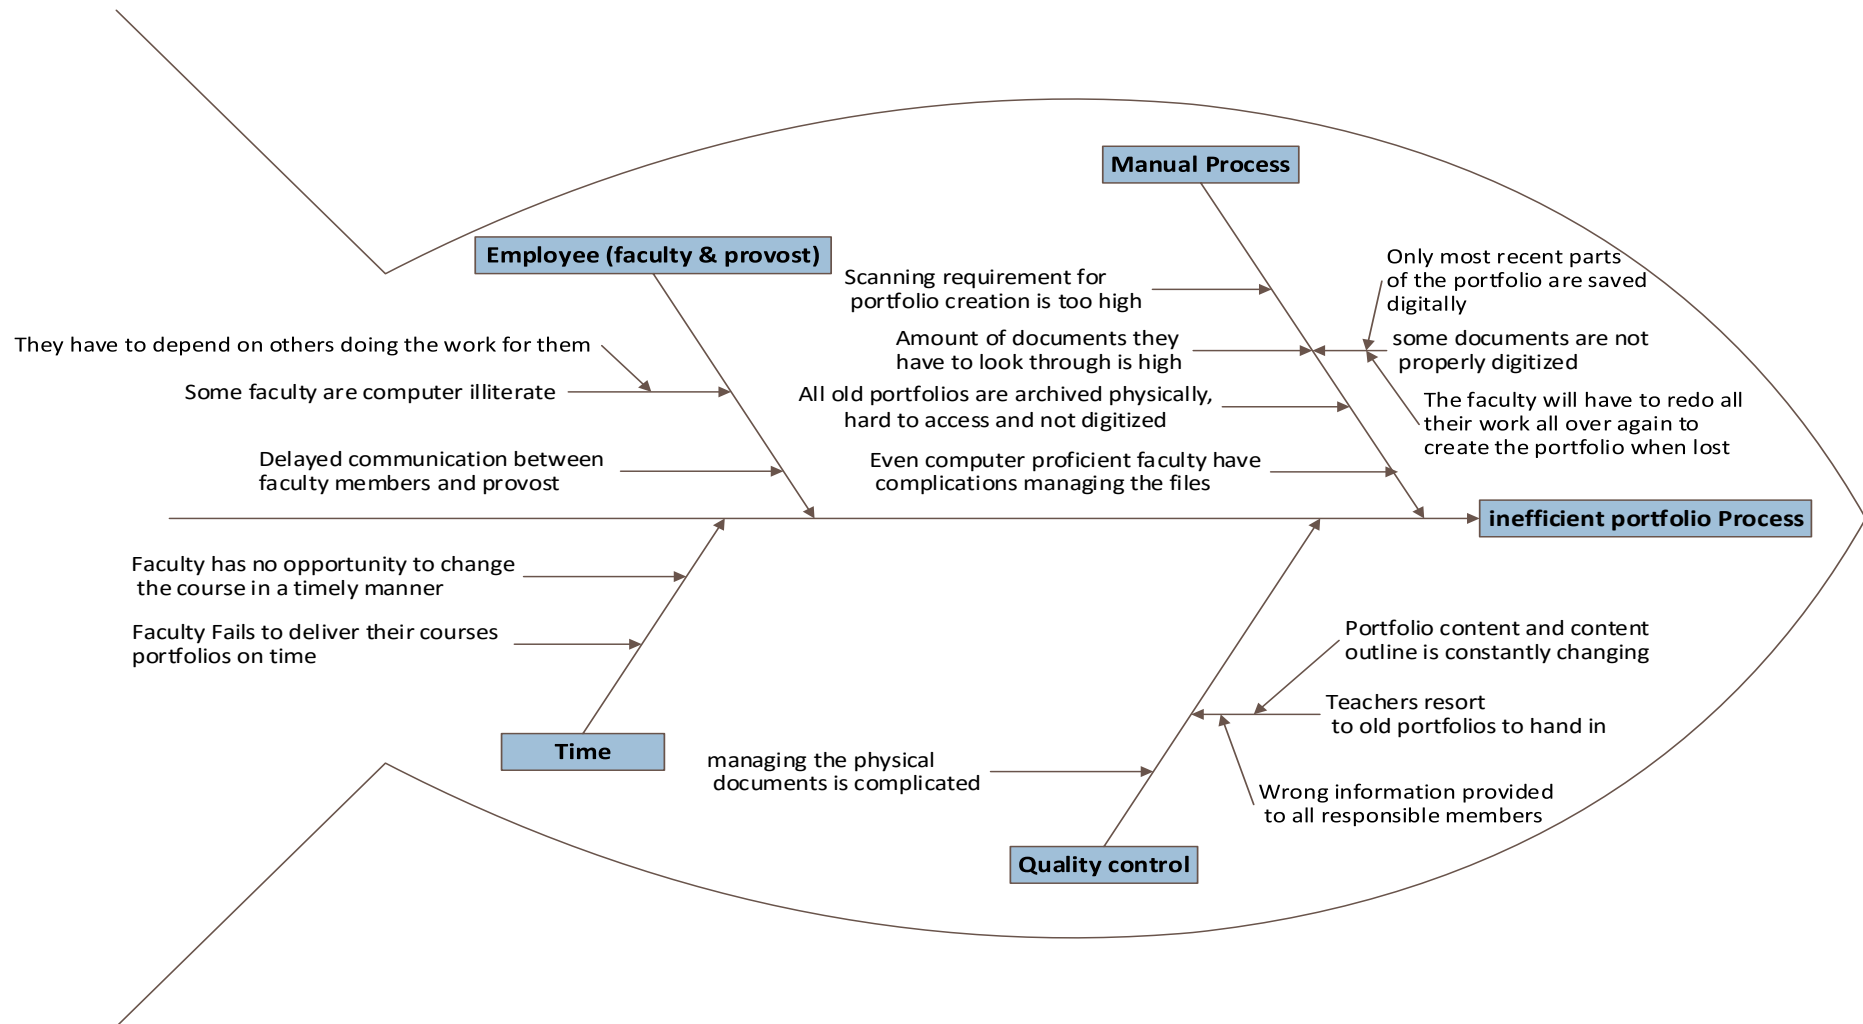 Manual Process
Employee (faculty & provost)
Only most recent parts
of the portfolio are saved
digitally
Scanning requirement for
portfolio creation is too high
Amount of documents they
have to look through is high
some documents are not
properly digitized
They have to depend on others doing the work for them
Some faculty are computer illiterate
All old portfolios are archived physically,
hard to access and not digitized
The faculty will have to redo all
their work all over again to
create the portfolio when lost
Delayed communication between
faculty members and provost
Even computer proficient faculty have
complications managing the files
inefficient portfolio Process
Faculty has no opportunity to change
the course in a timely manner
Faculty Fails to deliver their courses
portfolios on time
Portfolio content and content
outline is constantly changing
Teachers resort
to old portfolios to hand in
Time
managing the physical
documents is complicated
Wrong information provided
to all responsible members
Quality control